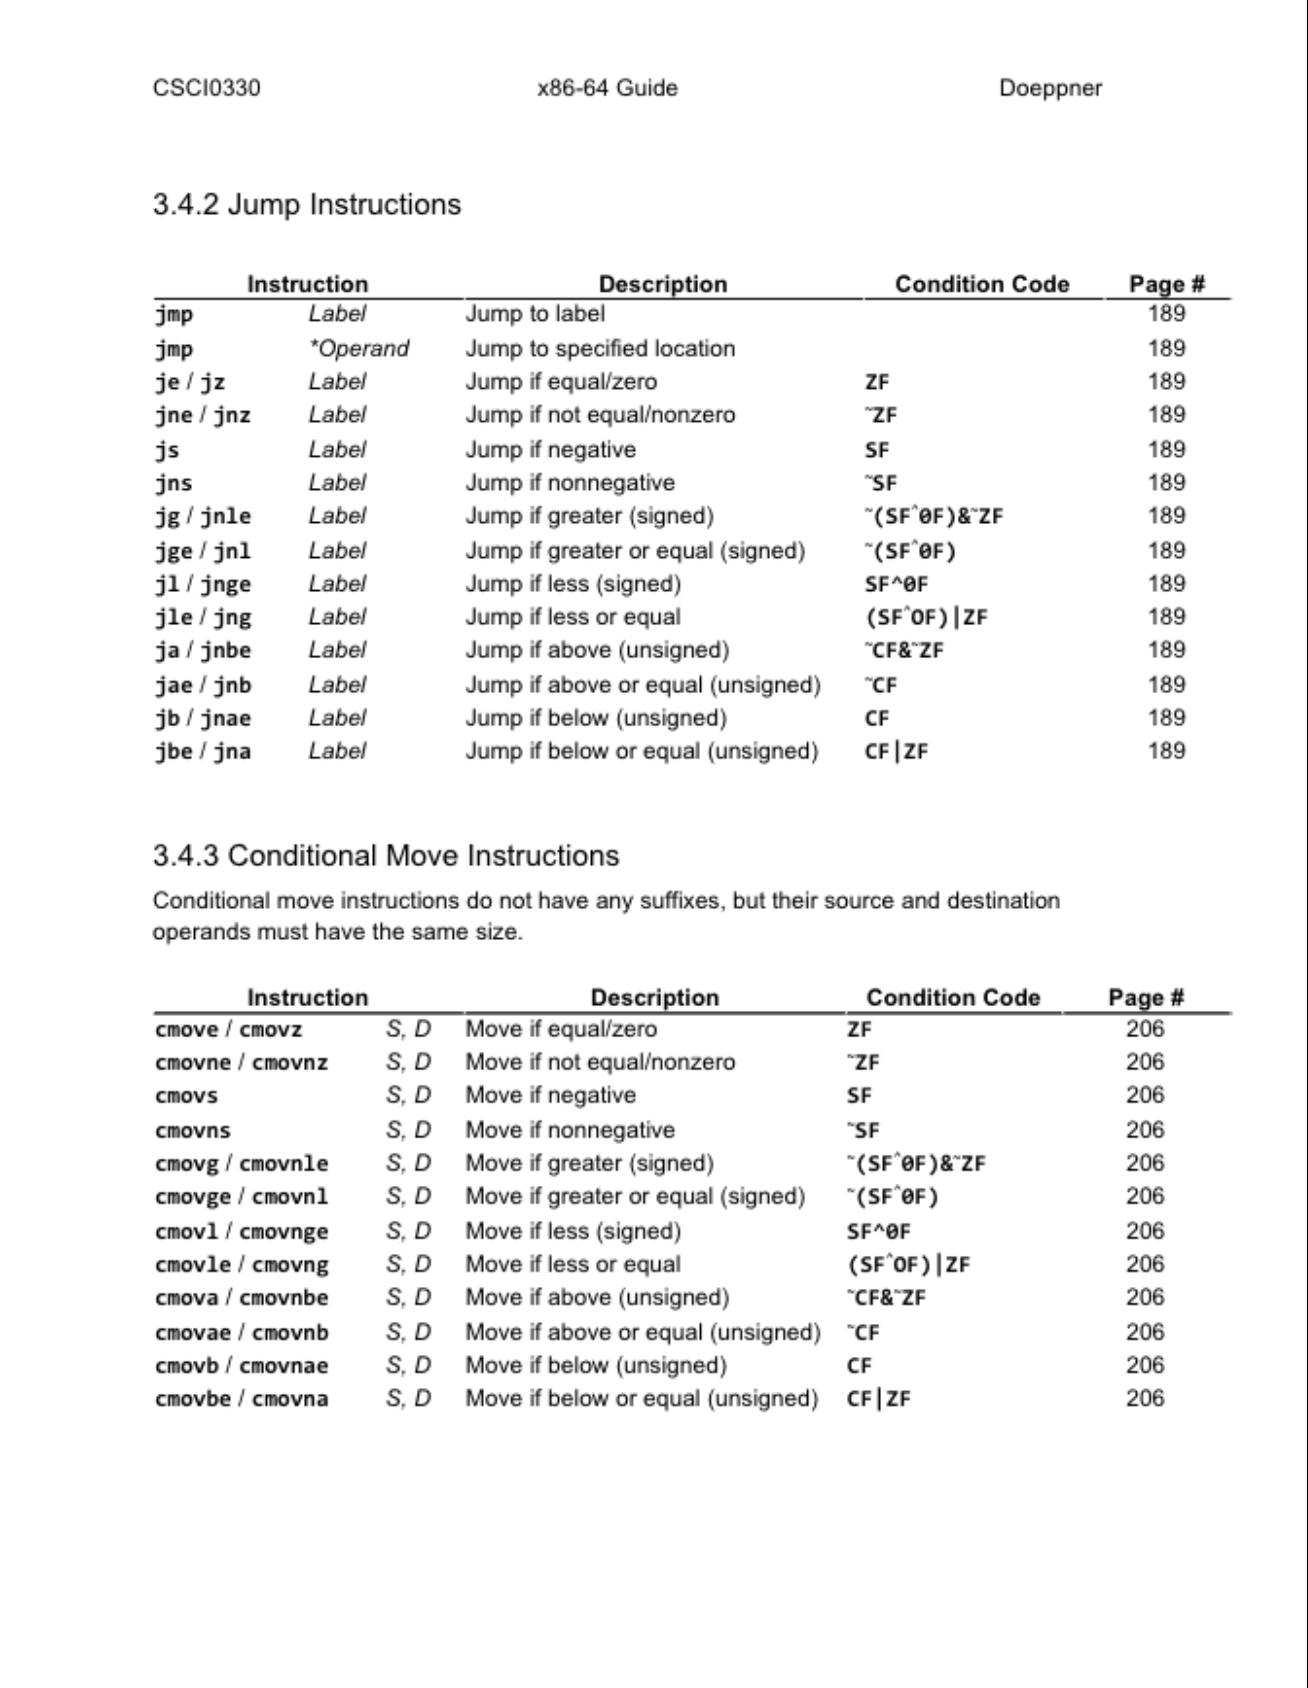 CSCI0330 x86-64 Guide Doeppner
3.4.2 Jump Instructions
Instruction Description Condition Code Page #
jmp Label Jump to label 189
jmp *Operand Jump to specified location 189
je / jz Label Jump if equal/zero ZF 189
jne / jnz Label Jump if not equal/nonzero ~ZF 189
js Label Jump if negative SF 189
jns Label Jump if nonnegative ~SF 189
jg / jnle Label Jump if greater (signed) ~(SF^0F)&~ZF 189
jge / jnl Label Jump if greater or equal (signed) ~(SF^0F) 189
jl / jnge Label Jump if less (signed) SF^0F 189
jle / jng Label Jump if less or equal (SF^OF)|ZF 189
ja / jnbe Label Jump if above (unsigned) ~CF&~ZF 189
jae / jnb Label Jump if above or equal (unsigned) ~CF 189
jb / jnae Label Jump if below (unsigned) CF 189
jbe / jna Label Jump if below or equal (unsigned) CF|ZF 189
3.4.3 Conditional Move Instructions
Conditional move instructions do not have any suffixes, but their source and destination
operands must have the same size.
Instruction Description Condition Code Page #
cmove / cmovz S, D Move if equal/zero ZF 206
cmovne / cmovnz S, D Move if not equal/nonzero ~ZF 206
cmovs S, D Move if negative SF 206
cmovns S, D Move if nonnegative ~SF 206
cmovg / cmovnle S, D Move if greater (signed) ~(SF^0F)&~ZF 206
cmovge / cmovnl S, D Move if greater or equal (signed) ~(SF^0F) 206
cmovl / cmovnge S, D Move if less (signed) SF^0F 206
cmovle / cmovng S, D Move if less or equal (SF^OF)|ZF 206
cmova / cmovnbe S, D Move if above (unsigned) ~CF&~ZF 206
cmovae / cmovnb S, D Move if above or equal (unsigned) ~CF 206
cmovb / cmovnae S, D Move if below (unsigned) CF 206
cmovbe / cmovna S, D Move if below or equal (unsigned) CF|ZF 206